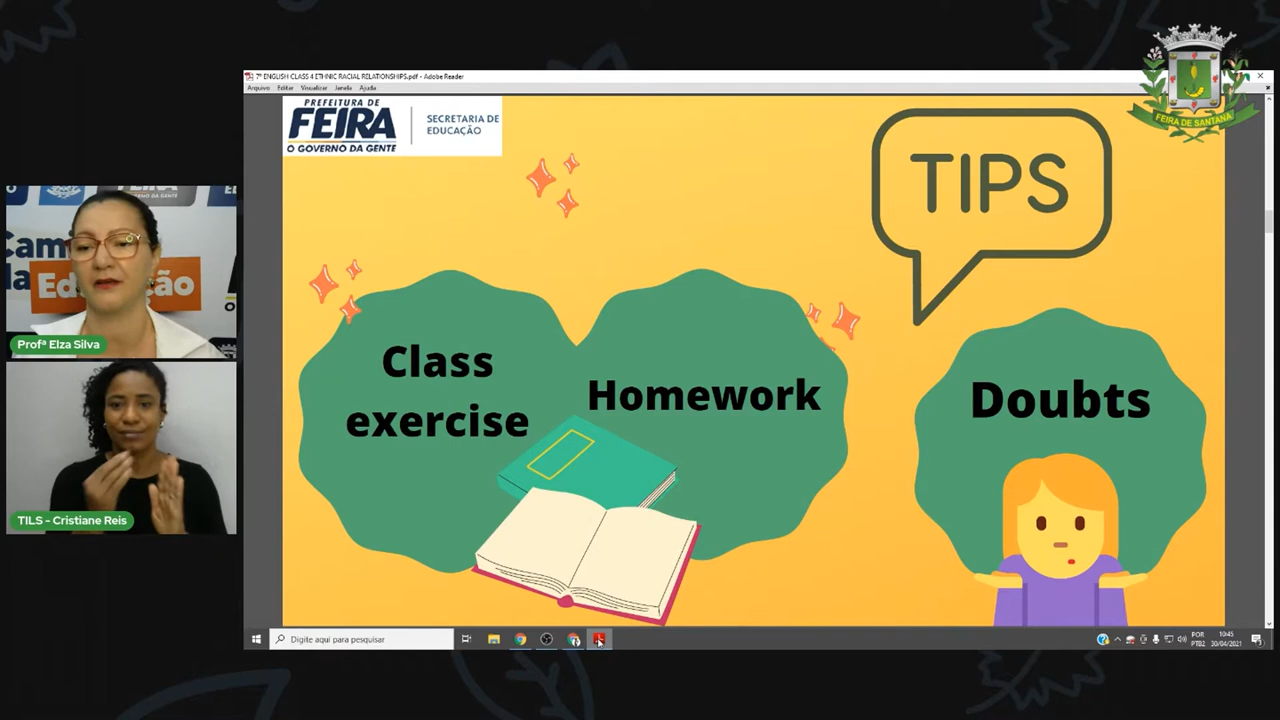 7º ENGLISH CLASS 4 ETHNIC RACIAL RELATIONSHIPS.pdf - Adobe Reader
Arquivo Editar Visualizar Janela Ajuda
PREFEITURA DE
FEIRA
O GOVERNO DA GENTE
SECRETARIA DE
EDUCAÇÃO
FEIRA DE SANTANA
TIPS
Class
exercise
Homework
Doubts
Profª Elza Silva
TILS - Cristiane Reis
Digite aqui para pesquisar
POR
PTB2
10:45
30/04/2021